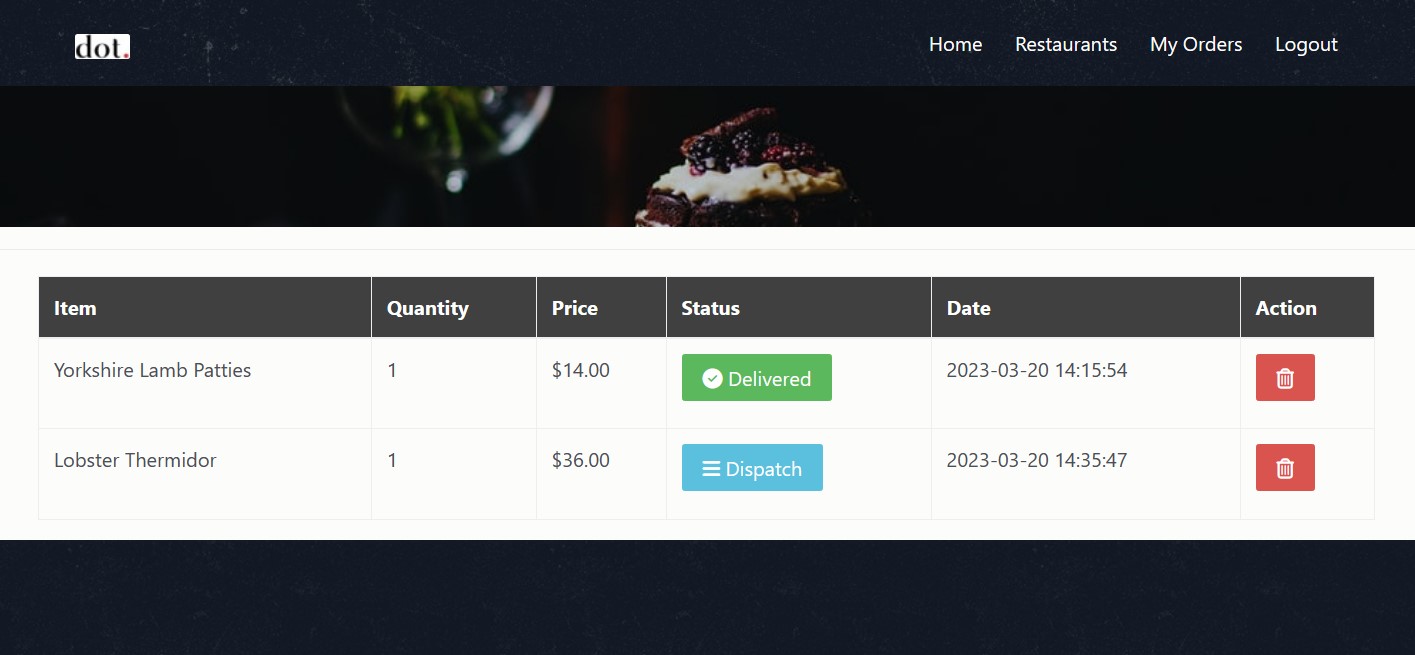 dot.
Home Restaurants My Orders Logout
Item Quantity Price Status Date Action
Yorkshire Lamb Patties 1 $14.00 Delivered 2023-03-20 14:15:54
Lobster Thermidor 1 $36.00 Dispatch 2023-03-20 14:35:47